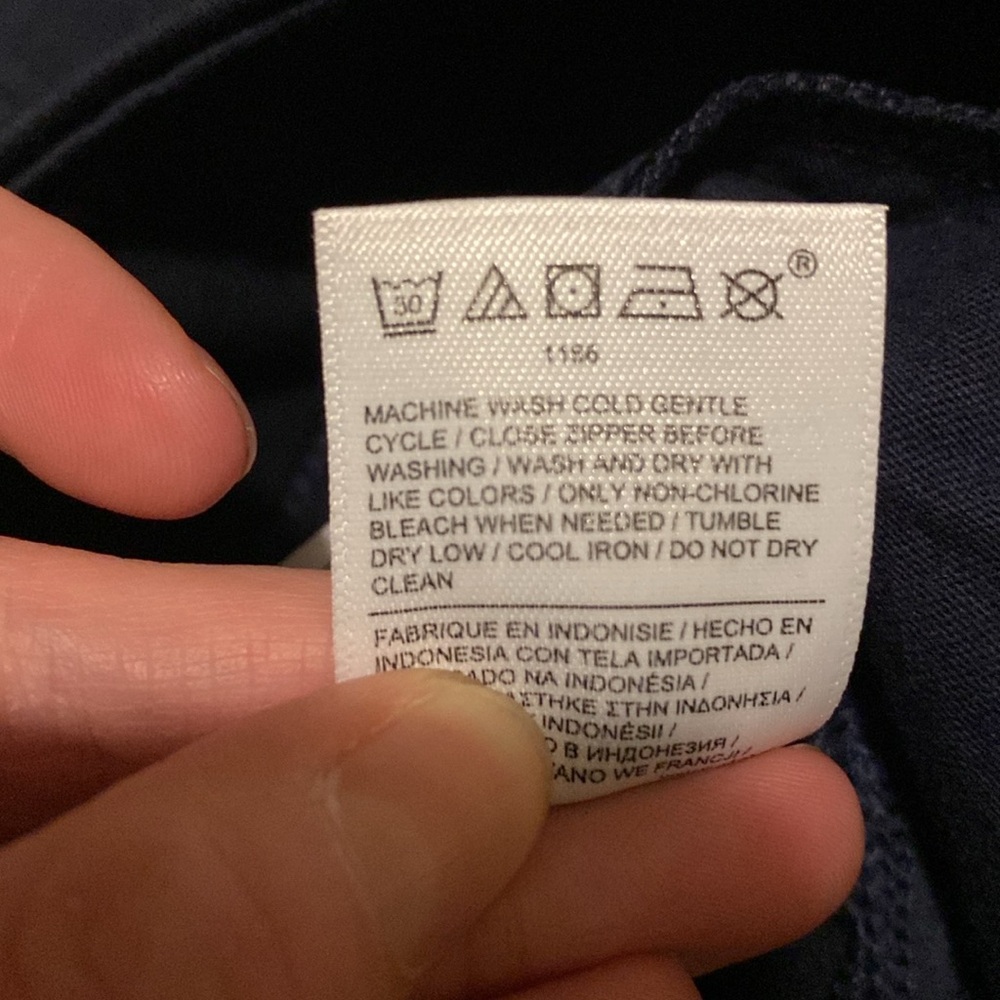 30
®
1186
MACHINE WASH COLD GENTLE
CYCLE / CLOSE ZIPPER BEFORE
WASHING / WASH AND DRY WITH
LIKE COLORS / ONLY NON-CHLORINE
BLEACH WHEN NEEDED / TUMBLE
DRY LOW / COOL IRON / DO NOT DRY
CLEAN
FABRIQUE EN INDONISIE / HECHO EN
INDONESIA CON TELA IMPORTADA /
NA INDONÉSIA /
ΣΤΗΝ ΙΝΔΟΝΗΣΙΑ /
INDONÉSII /
В ИНДОНЕЗИЯ /
WE